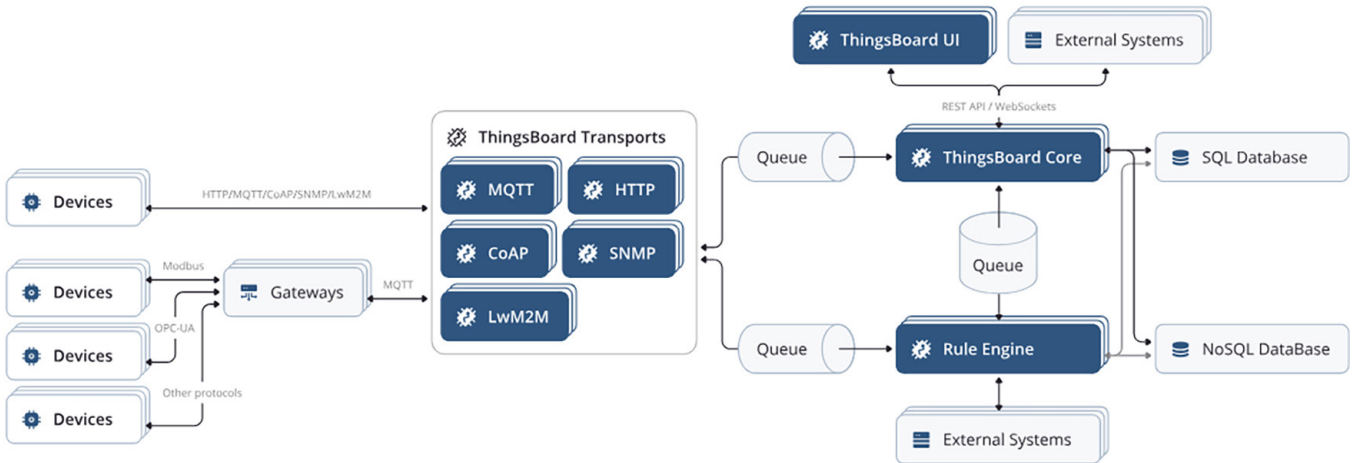 ThingsBoard UI
External Systems
REST API / WebSockets
ThingsBoard Transports
Queue
ThingsBoard Core
SQL Database
MQTT
HTTP
HTTP/MQTT/CoAP/SNMP/LwM2M
Devices
CoAP
SNMP
Queue
Modbus
Devices
Gateways
MQTT
LwM2M
OPC-UA
Devices
Queue
Rule Engine
NoSQL DataBase
Other protocols
Devices
External Systems